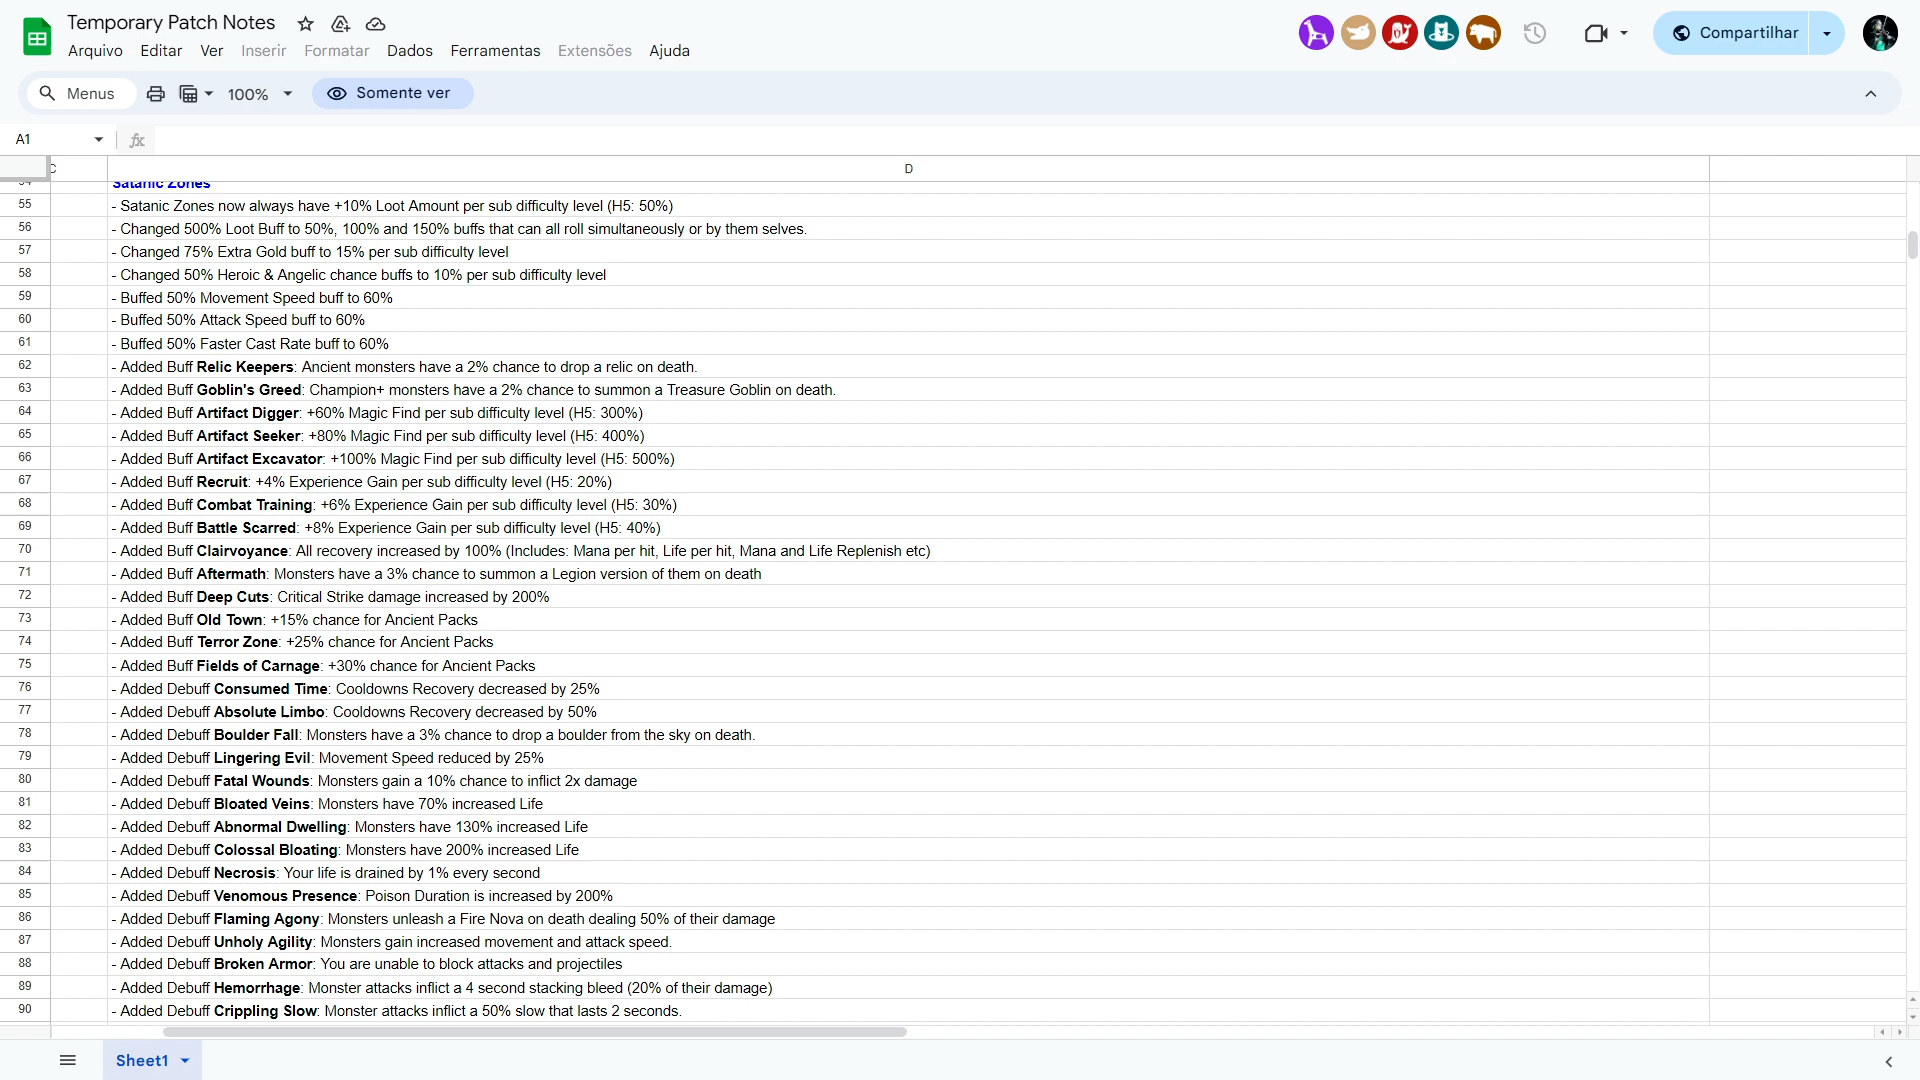 Temporary Patch Notes
Arquivo Editar Ver Inserir Formatar Dados Ferramentas Extensões Ajuda
Compartilhar
Menus 100% Somente ver
A1 fx
C D
54 Satanic Zones
55 - Satanic Zones now always have +10% Loot Amount per sub difficulty level (H5: 50%)
56 - Changed 500% Loot Buff to 50%, 100% and 150% buffs that can all roll simultaneously or by them selves.
57 - Changed 75% Extra Gold buff to 15% per sub difficulty level
58 - Changed 50% Heroic & Angelic chance buffs to 10% per sub difficulty level
59 - Buffed 50% Movement Speed buff to 60%
60 - Buffed 50% Attack Speed buff to 60%
61 - Buffed 50% Faster Cast Rate buff to 60%
62 - Added Buff Relic Keepers: Ancient monsters have a 2% chance to drop a relic on death.
63 - Added Buff Goblin's Greed: Champion+ monsters have a 2% chance to summon a Treasure Goblin on death.
64 - Added Buff Artifact Digger: +60% Magic Find per sub difficulty level (H5: 300%)
65 - Added Buff Artifact Seeker: +80% Magic Find per sub difficulty level (H5: 400%)
66 - Added Buff Artifact Excavator: +100% Magic Find per sub difficulty level (H5: 500%)
67 - Added Buff Recruit: +4% Experience Gain per sub difficulty level (H5: 20%)
68 - Added Buff Combat Training: +6% Experience Gain per sub difficulty level (H5: 30%)
69 - Added Buff Battle Scarred: +8% Experience Gain per sub difficulty level (H5: 40%)
70 - Added Buff Clairvoyance: All recovery increased by 100% (Includes: Mana per hit, Life per hit, Mana and Life Replenish etc)
71 - Added Buff Aftermath: Monsters have a 3% chance to summon a Legion version of them on death
72 - Added Buff Deep Cuts: Critical Strike damage increased by 200%
73 - Added Buff Old Town: +15% chance for Ancient Packs
74 - Added Buff Terror Zone: +25% chance for Ancient Packs
75 - Added Buff Fields of Carnage: +30% chance for Ancient Packs
76 - Added Debuff Consumed Time: Cooldowns Recovery decreased by 25%
77 - Added Debuff Absolute Limbo: Cooldowns Recovery decreased by 50%
78 - Added Debuff Boulder Fall: Monsters have a 3% chance to drop a boulder from the sky on death.
79 - Added Debuff Lingering Evil: Movement Speed reduced by 25%
80 - Added Debuff Fatal Wounds: Monsters gain a 10% chance to inflict 2x damage
81 - Added Debuff Bloated Veins: Monsters have 70% increased Life
82 - Added Debuff Abnormal Dwelling: Monsters have 130% increased Life
83 - Added Debuff Colossal Bloating: Monsters have 200% increased Life
84 - Added Debuff Necrosis: Your life is drained by 1% every second
85 - Added Debuff Venomous Presence: Poison Duration is increased by 200%
86 - Added Debuff Flaming Agony: Monsters unleash a Fire Nova on death dealing 50% of their damage
87 - Added Debuff Unholy Agility: Monsters gain increased movement and attack speed.
88 - Added Debuff Broken Armor: You are unable to block attacks and projectiles
89 - Added Debuff Hemorrhage: Monster attacks inflict a 4 second stacking bleed (20% of their damage)
90 - Added Debuff Crippling Slow: Monster attacks inflict a 50% slow that lasts 2 seconds.
Sheet1